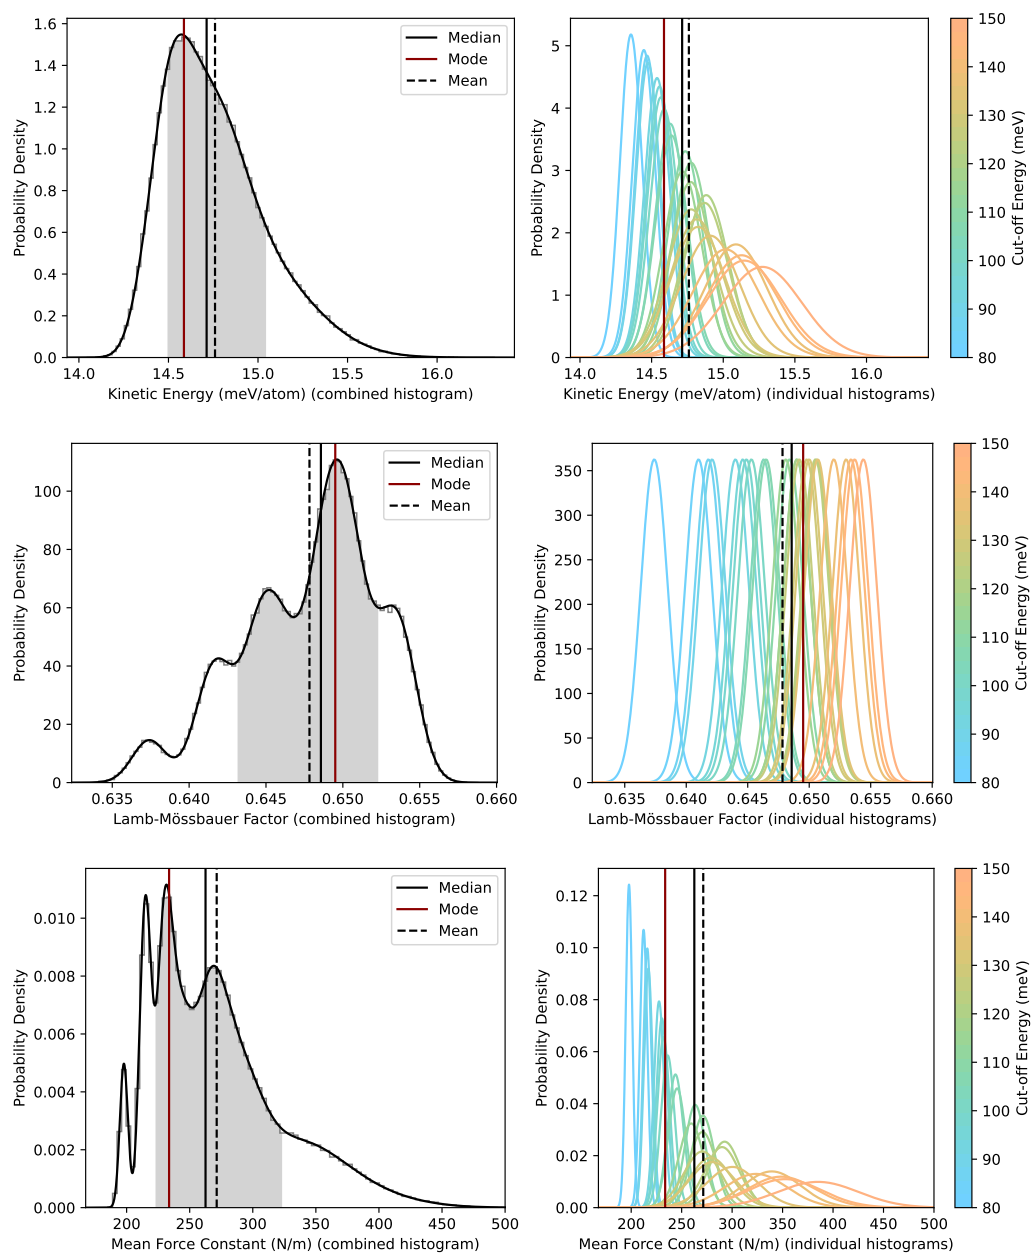 Probability Density
1.6
1.4
1.2
1.0
0.8
0.6
0.4
0.2
0.0
14.0 14.5 15.0 15.5 16.0
Kinetic Energy (meV/atom) (combined histogram)
Median
Mode
Mean
Probability Density
5
4
3
2
1
0
14.0 14.5 15.0 15.5 16.0
Kinetic Energy (meV/atom) (individual histograms)
150
140
130
120
110
100
90
80
Cut-off Energy (meV)
Probability Density
100
80
60
40
20
0
0.635 0.640 0.645 0.650 0.655 0.660
Lamb-Mössbauer Factor (combined histogram)
Median
Mode
Mean
Probability Density
350
300
250
200
150
100
50
0
0.635 0.640 0.645 0.650 0.655 0.660
Lamb-Mössbauer Factor (individual histograms)
150
140
130
120
110
100
90
80
Cut-off Energy (meV)
Probability Density
0.010
0.008
0.006
0.004
0.002
0.000
200 250 300 350 400 450 500
Mean Force Constant (N/m) (combined histogram)
Median
Mode
Mean
Probability Density
0.12
0.10
0.08
0.06
0.04
0.02
0.00
200 250 300 350 400 450 500
Mean Force Constant (N/m) (individual histograms)
150
140
130
120
110
100
90
80
Cut-off Energy (meV)